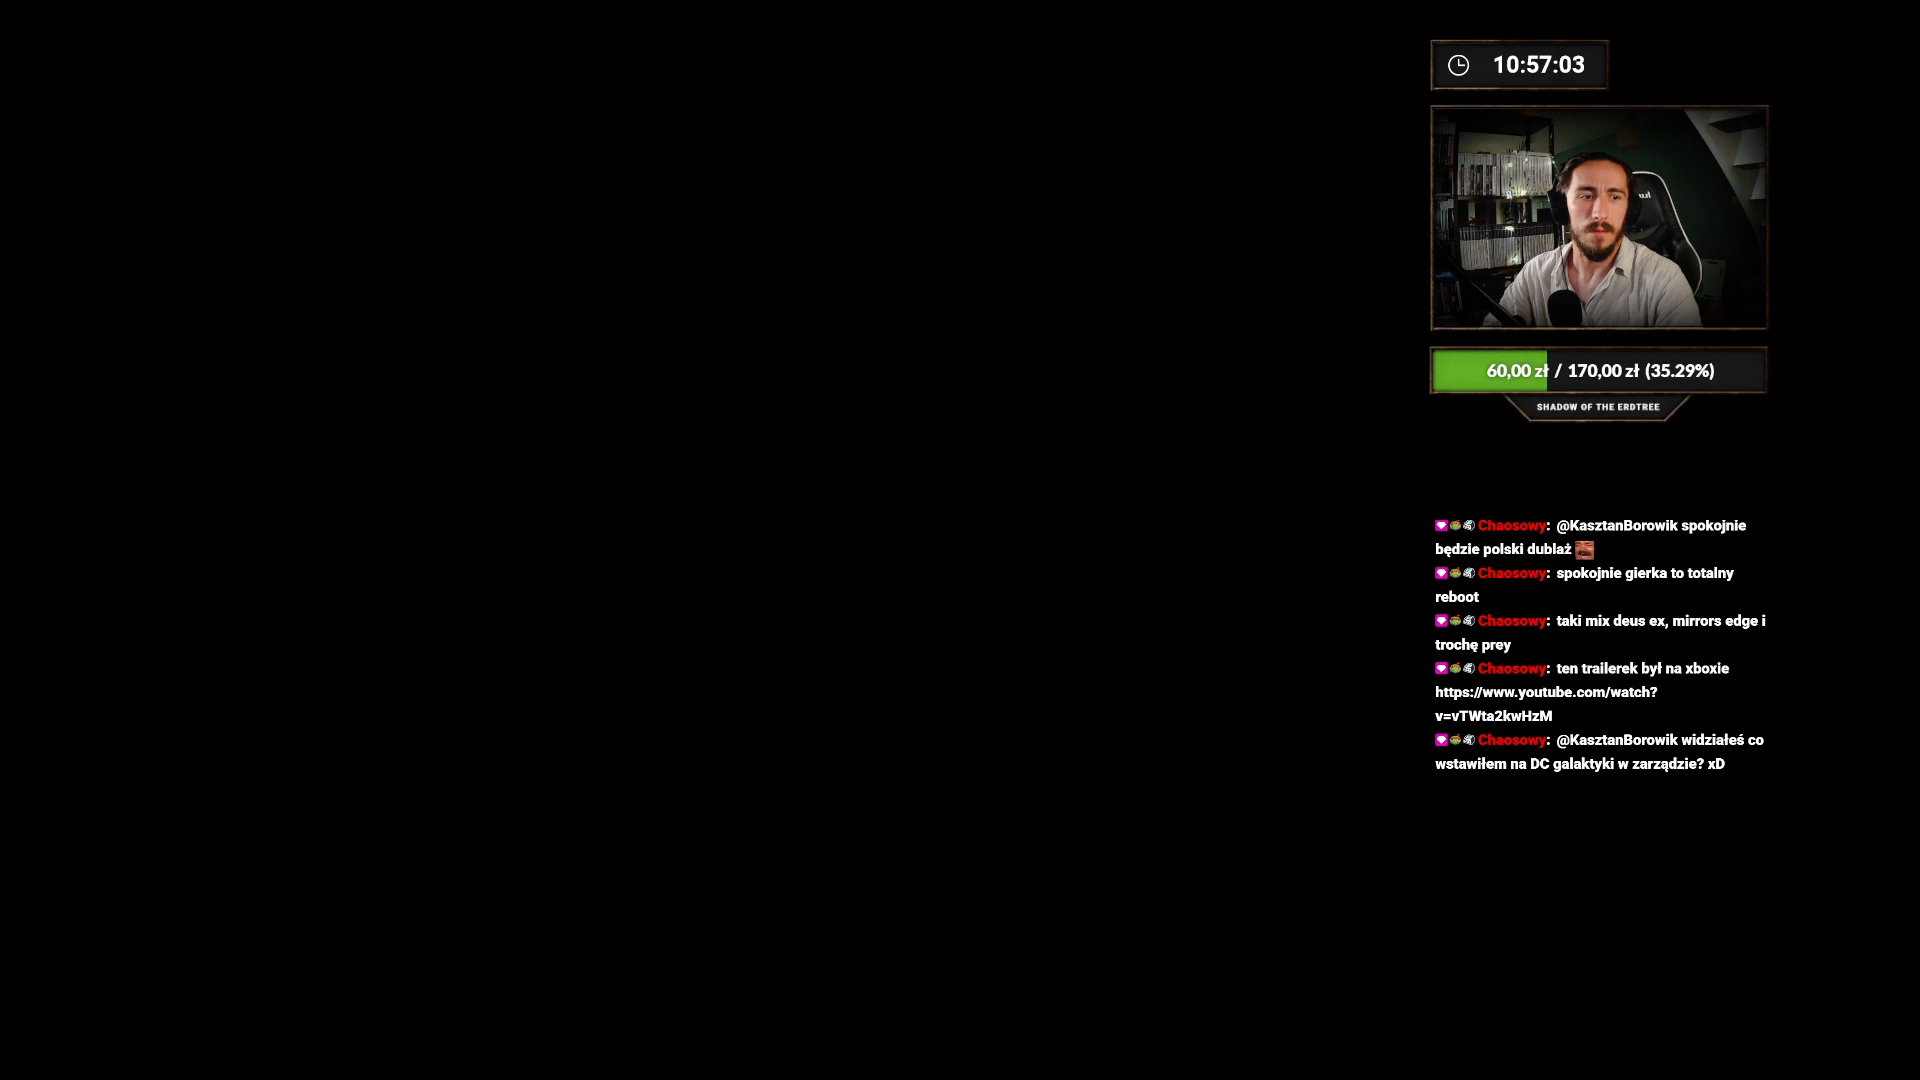 10:57:03
60,00 zł / 170,00 zł (35.29%)
SHADOW OF THE ERDTREE
Chaosowy: @KasztanBorowik spokojnie
będzie polski dublaż
Chaosowy: spokojnie gierka to totalny
reboot
Chaosowy: taki mix deus ex, mirrors edge i
trochę prey
Chaosowy: ten trailerek był na xboxie
https://www.youtube.com/watch?
v=vTWta2kwHzM
Chaosowy: @KasztanBorowik widziałeś co
wstawiłem na DC galaktyki w zarządzie? xD